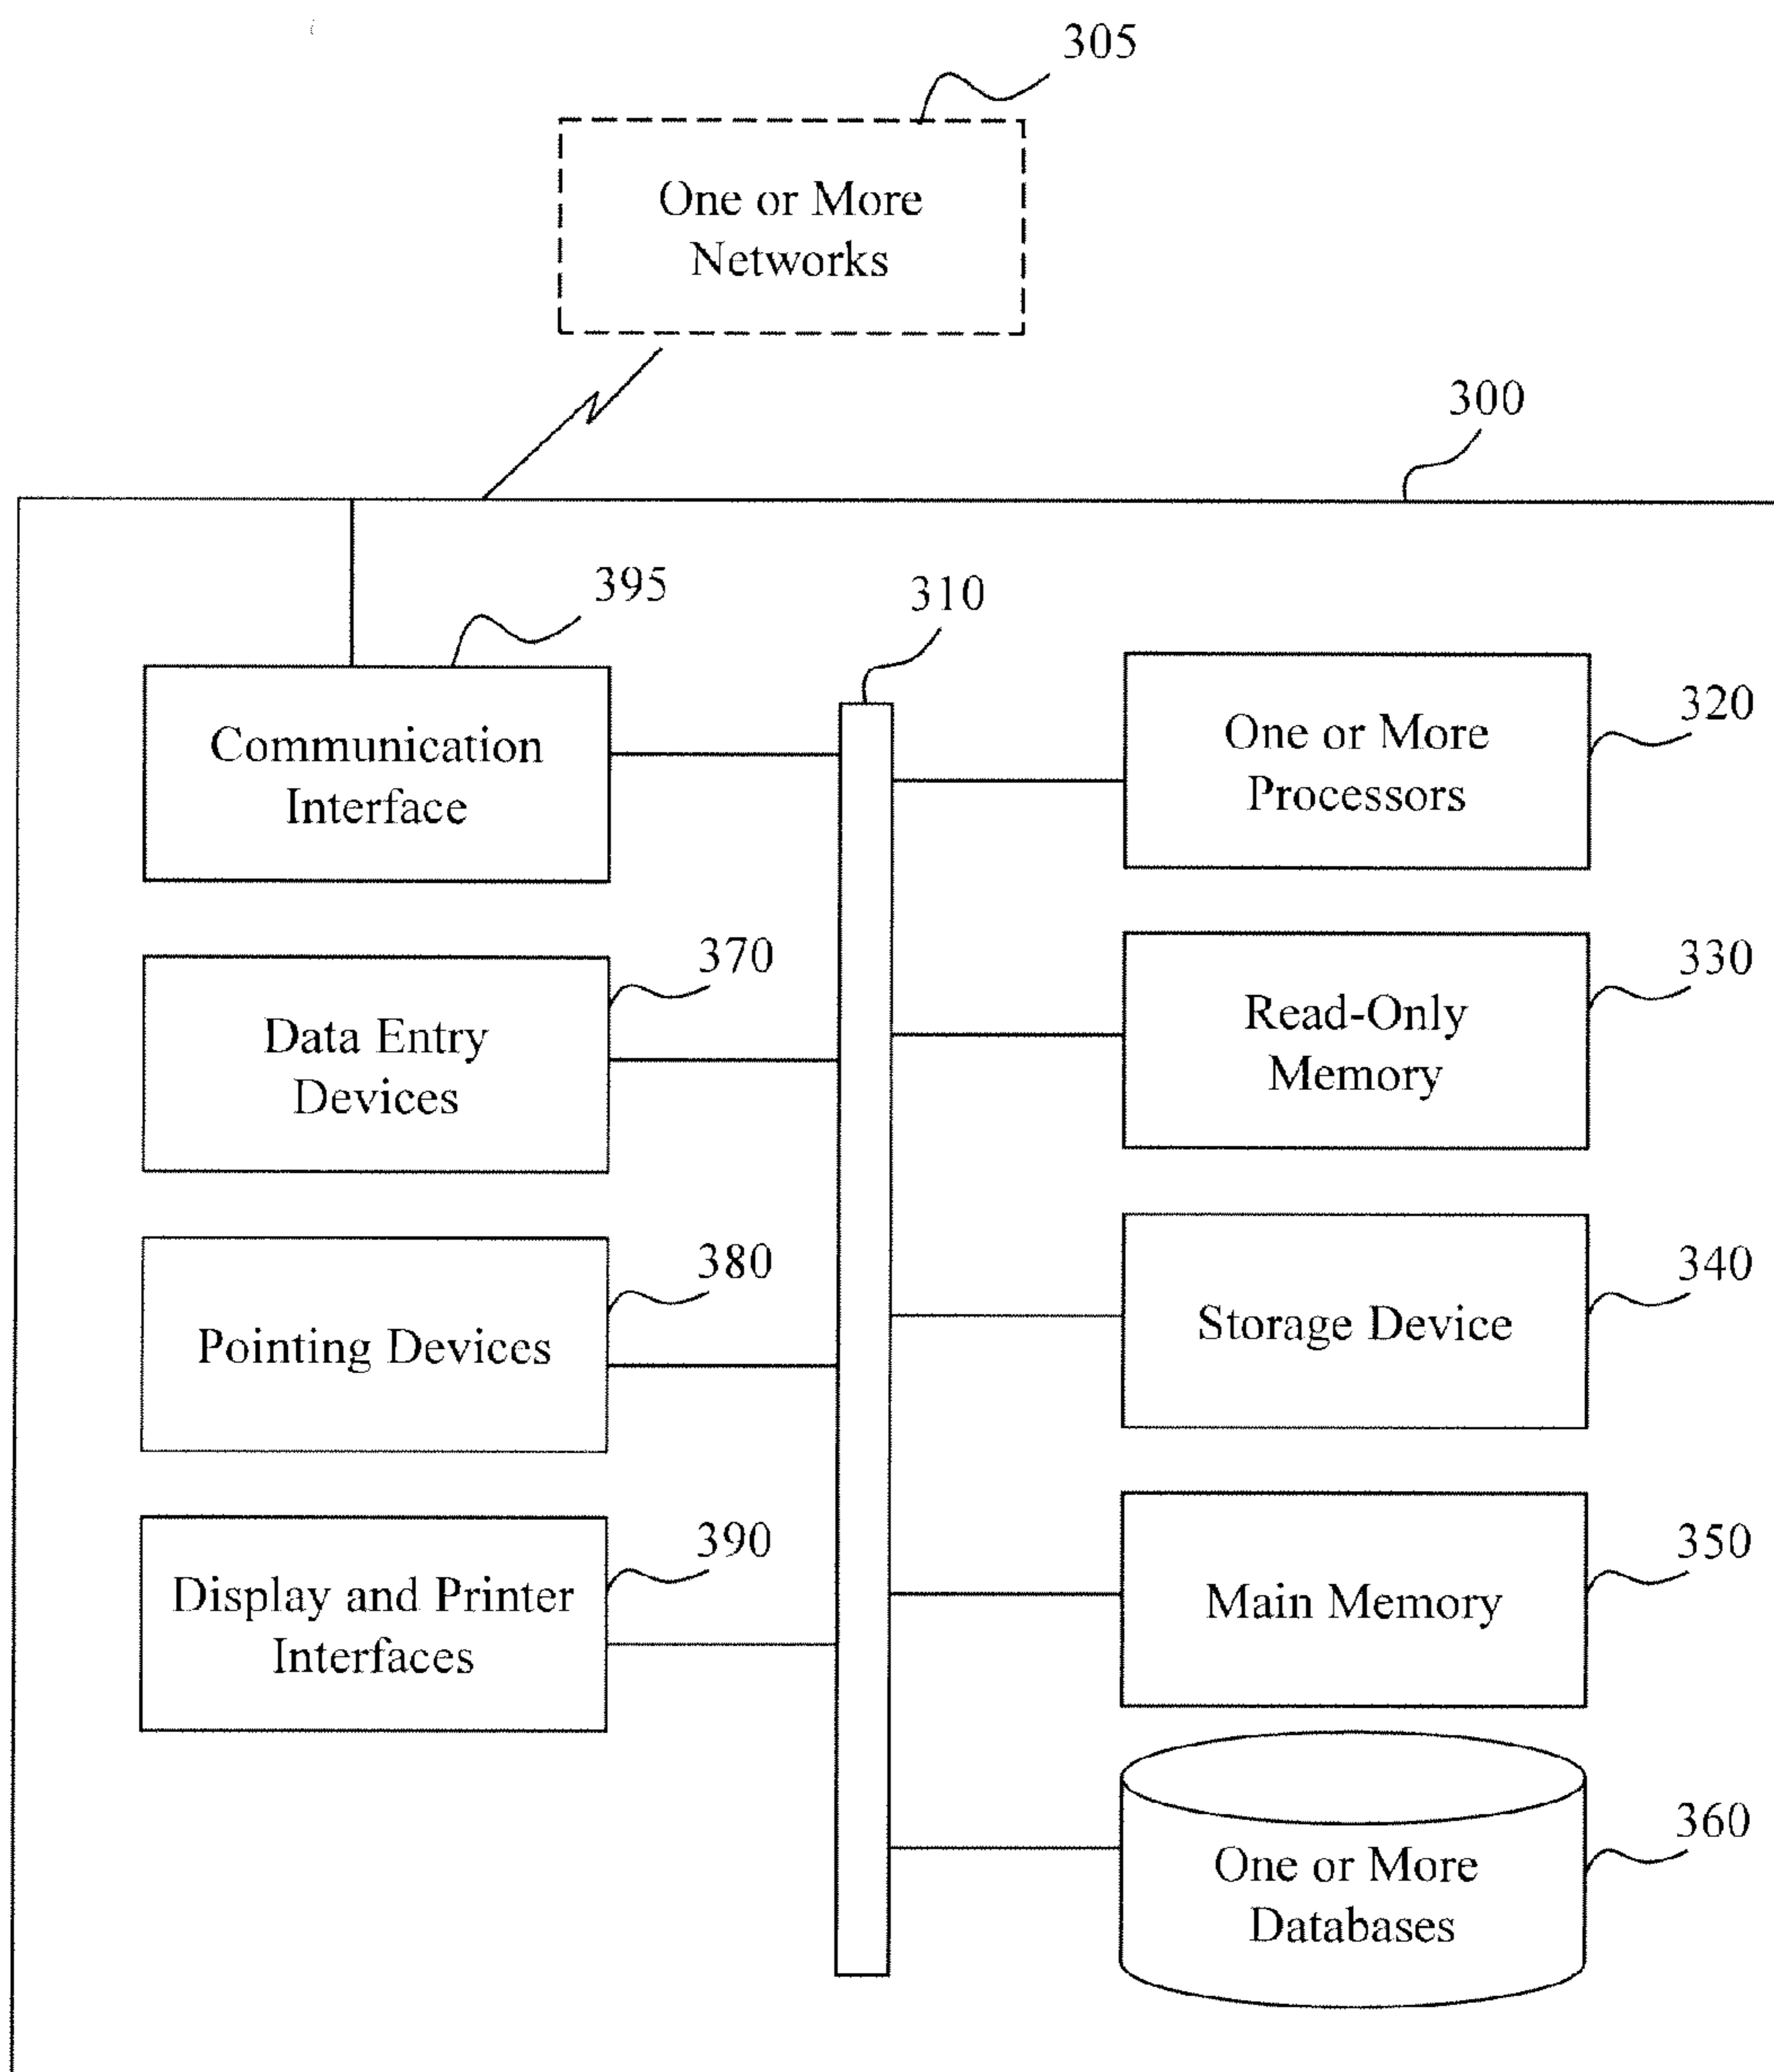 305
One or More
Networks
300
395
310
Communication
Interface
One or More
Processors
320
370
Data Entry
Devices
Read-Only
Memory
330
380
Pointing Devices
Storage Device
340
390
Display and Printer
Interfaces
Main Memory
350
One or More
Databases
360